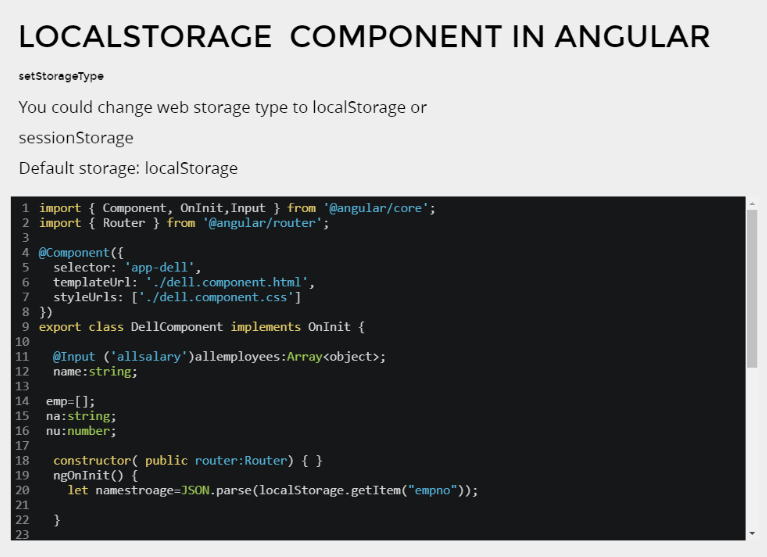 LOCALSTORAGE COMPONENT IN ANGULAR
setStorageType
You could change web storage type to localStorage or
sessionStorage
Default storage: localStorage
1 import { Component, OnInit,Input } from '@angular/core';
2 import { Router } from '@angular/router';
3
4 @Component({
5   selector: 'app-dell',
6   templateUrl: './dell.component.html',
7   styleUrls: ['./dell.component.css']
8 })
9 export class DellComponent implements OnInit {
10
11   @Input ('allsalary')allemployees:Array<object>;
12   name:string;
13
14  emp=[];
15  na:string;
16  nu:number;
17
18   constructor( public router:Router) { }
19   ngOnInit() {
20     let namestroage=JSON.parse(localStorage.getItem("empno"));
21
22   }
23